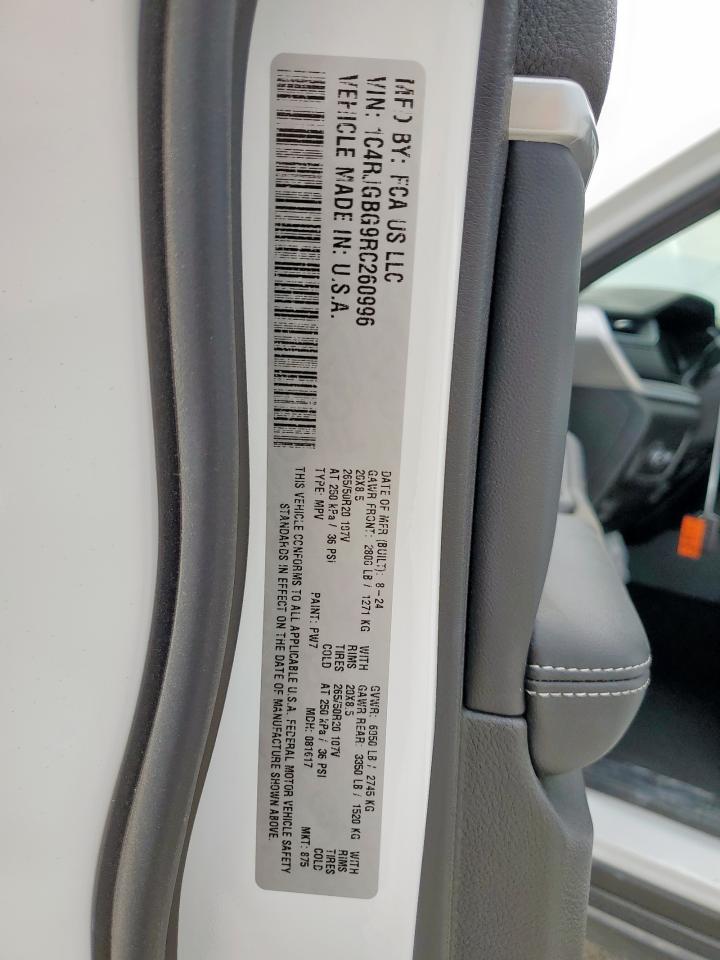 MFD BY: FCA US LLC
VIN: 1C4RJGBG9RC260996
VEHICLE MADE IN: U.S.A.
DATE OF MFR (BUILT): 8-24 GVWR: 6050 LB / 2745 KG
GAWR FRONT: 2800 LB / 1271 KG WITH GAWR REAR: 3350 LB / 1520 KG WITH
20X8.5 RIMS 20X8.5 RIMS
265/50R20 107V TIRES 265/50R20 107V TIRES
AT 250 kPa / 36 PSI COLD AT 250 kPa / 36 PSI COLD
TYPE: MPV PAINT: PW7 MDH: 081617 MKT: 875
THIS VEHICLE CONFORMS TO ALL APPLICABLE U.S.A. FEDERAL MOTOR VEHICLE SAFETY
STANDARDS IN EFFECT ON THE DATE OF MANUFACTURE SHOWN ABOVE.